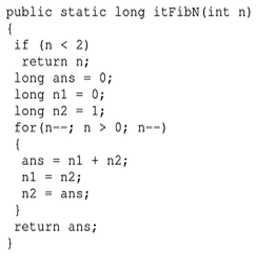 public static long itFibN(int n)
{
if (n < 2)
return n;
long ans = 0;
long n1 = 0;
long n2 = 1;
for(n--; n > 0; n--)
{
ans = n1 + n2;
n1 = n2;
n2 = ans;
}
return ans;
}